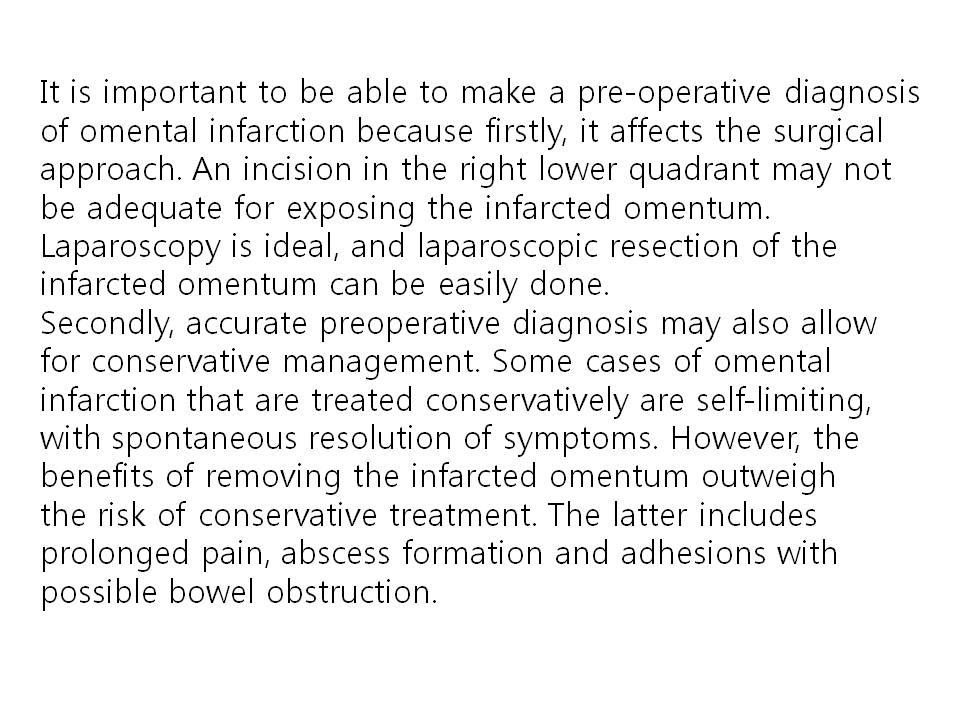 It is important to be able to make a pre-operative diagnosis
of omental infarction because firstly, it affects the surgical
approach. An incision in the right lower quadrant may not
be adequate for exposing the infarcted omentum.
Laparoscopy is ideal, and laparoscopic resection of the
infarcted omentum can be easily done.
Secondly, accurate preoperative diagnosis may also allow
for conservative management. Some cases of omental
infarction that are treated conservatively are self-limiting,
with spontaneous resolution of symptoms. However, the
benefits of removing the infarcted omentum outweigh
the risk of conservative treatment. The latter includes
prolonged pain, abscess formation and adhesions with
possible bowel obstruction.